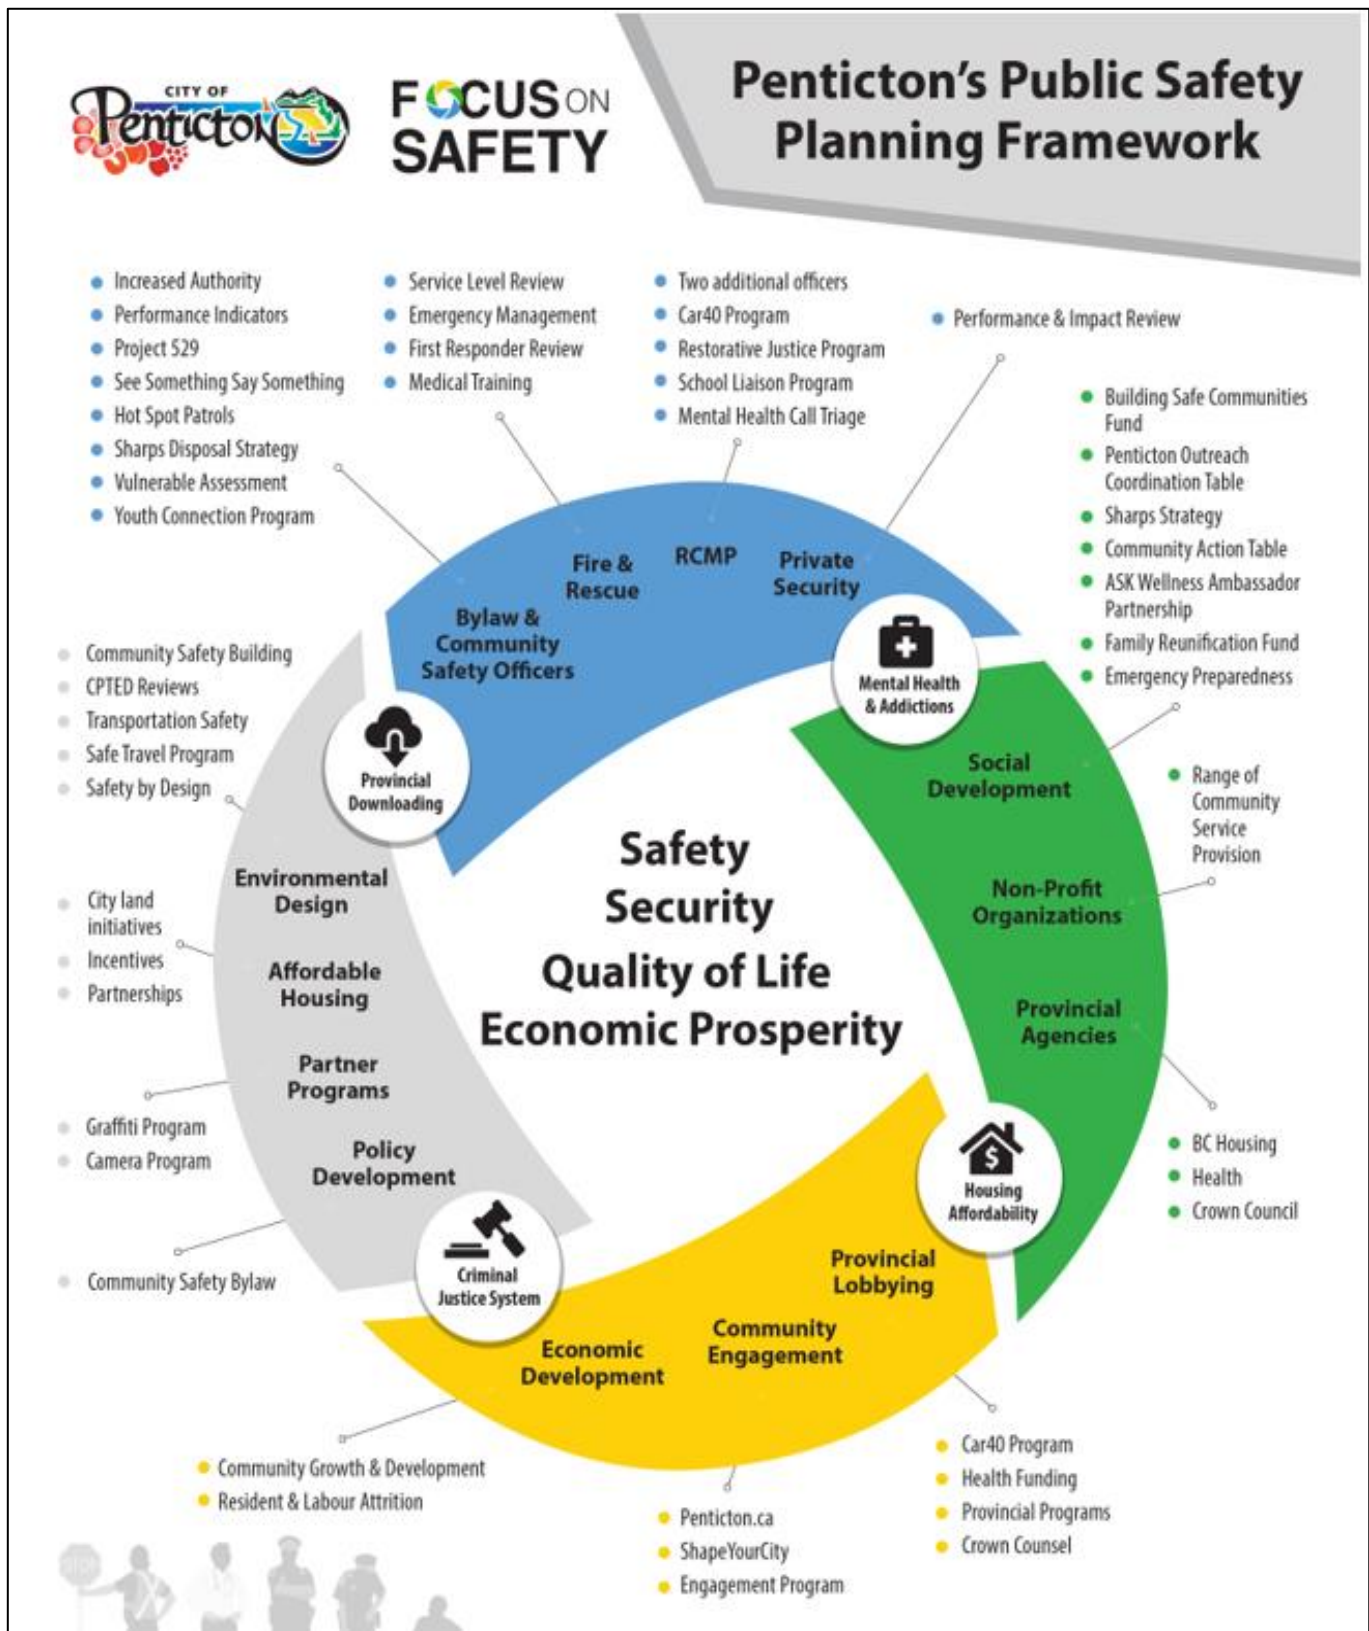 CITY OF
Penticton
FOCUS ON
SAFETY
Penticton's Public Safety
Planning Framework
Increased Authority
Performance Indicators
Project 529
See Something Say Something
Hot Spot Patrols
Sharps Disposal Strategy
Vulnerable Assessment
Youth Connection Program
Service Level Review
Emergency Management
First Responder Review
Medical Training
Two additional officers
Car40 Program
Restorative Justice Program
School Liaison Program
Mental Health Call Triage
Performance & Impact Review
Building Safe Communities
Fund
Penticton Outreach
Coordination Table
Sharps Strategy
Community Action Table
ASK Wellness Ambassador
Partnership
Family Reunification Fund
Emergency Preparedness
Bylaw &
Community
Safety Officers
Fire &
Rescue
RCMP
Private
Security
Mental Health
& Addictions
Social
Development
Range of
Community
Service
Provision
Non-Profit
Organizations
Provincial
Agencies
BC Housing
Health
Crown Council
Housing
Affordability
Community Safety Building
CPTED Reviews
Transportation Safety
Safe Travel Program
Safety by Design
Provincial
Downloading
Environmental
Design
City land
initiatives
Incentives
Partnerships
Affordable
Housing
Partner
Programs
Graffiti Program
Camera Program
Policy
Development
Community Safety Bylaw
Criminal
Justice System
Safety
Security
Quality of Life
Economic Prosperity
Provincial
Lobbying
Community
Engagement
Economic
Development
Community Growth & Development
Resident & Labour Attrition
Penticton.ca
ShapeYourCity
Engagement Program
Car40 Program
Health Funding
Provincial Programs
Crown Counsel
STOP